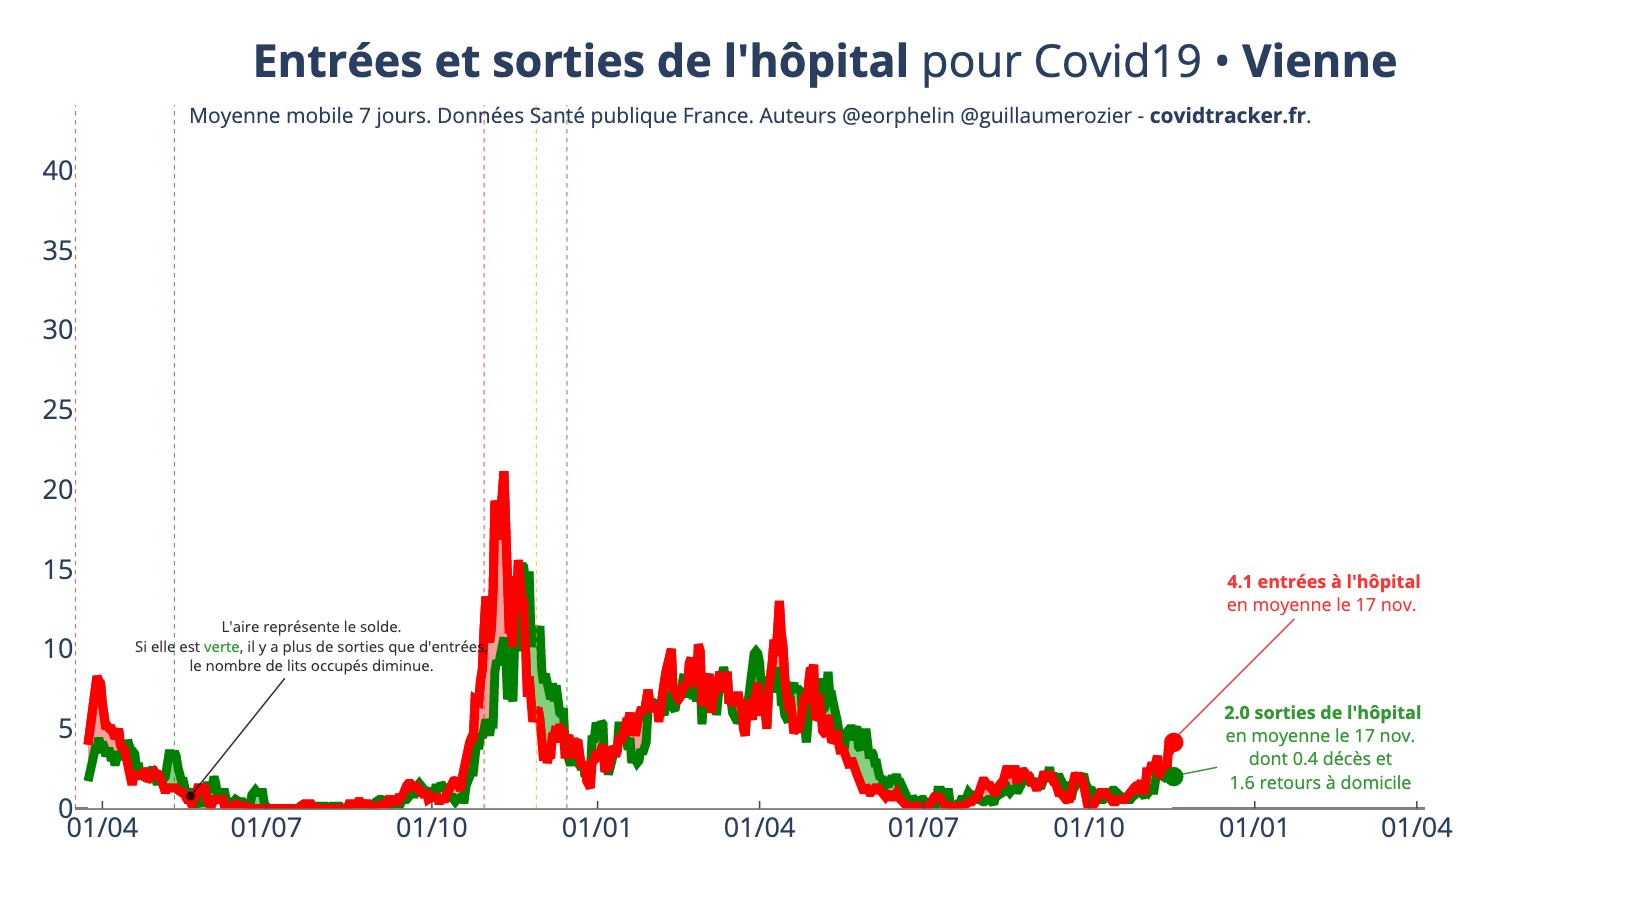 Entrées et sorties de l'hôpital pour Covid19 • Vienne
Moyenne mobile 7 jours. Données Santé publique France. Auteurs @eorphelin @guillaumerozier - covidtracker.fr.
40
35
30
25
20
15
10
5
0
L'aire représente le solde.
Si elle est verte, il y a plus de sorties que d'entrées,
le nombre de lits occupés diminue.
4.1 entrées à l'hôpital
en moyenne le 17 nov.
2.0 sorties de l'hôpital
en moyenne le 17 nov.
dont 0.4 décès et
1.6 retours à domicile
01/04 01/07 01/10 01/01 01/04 01/07 01/10 01/01 01/04